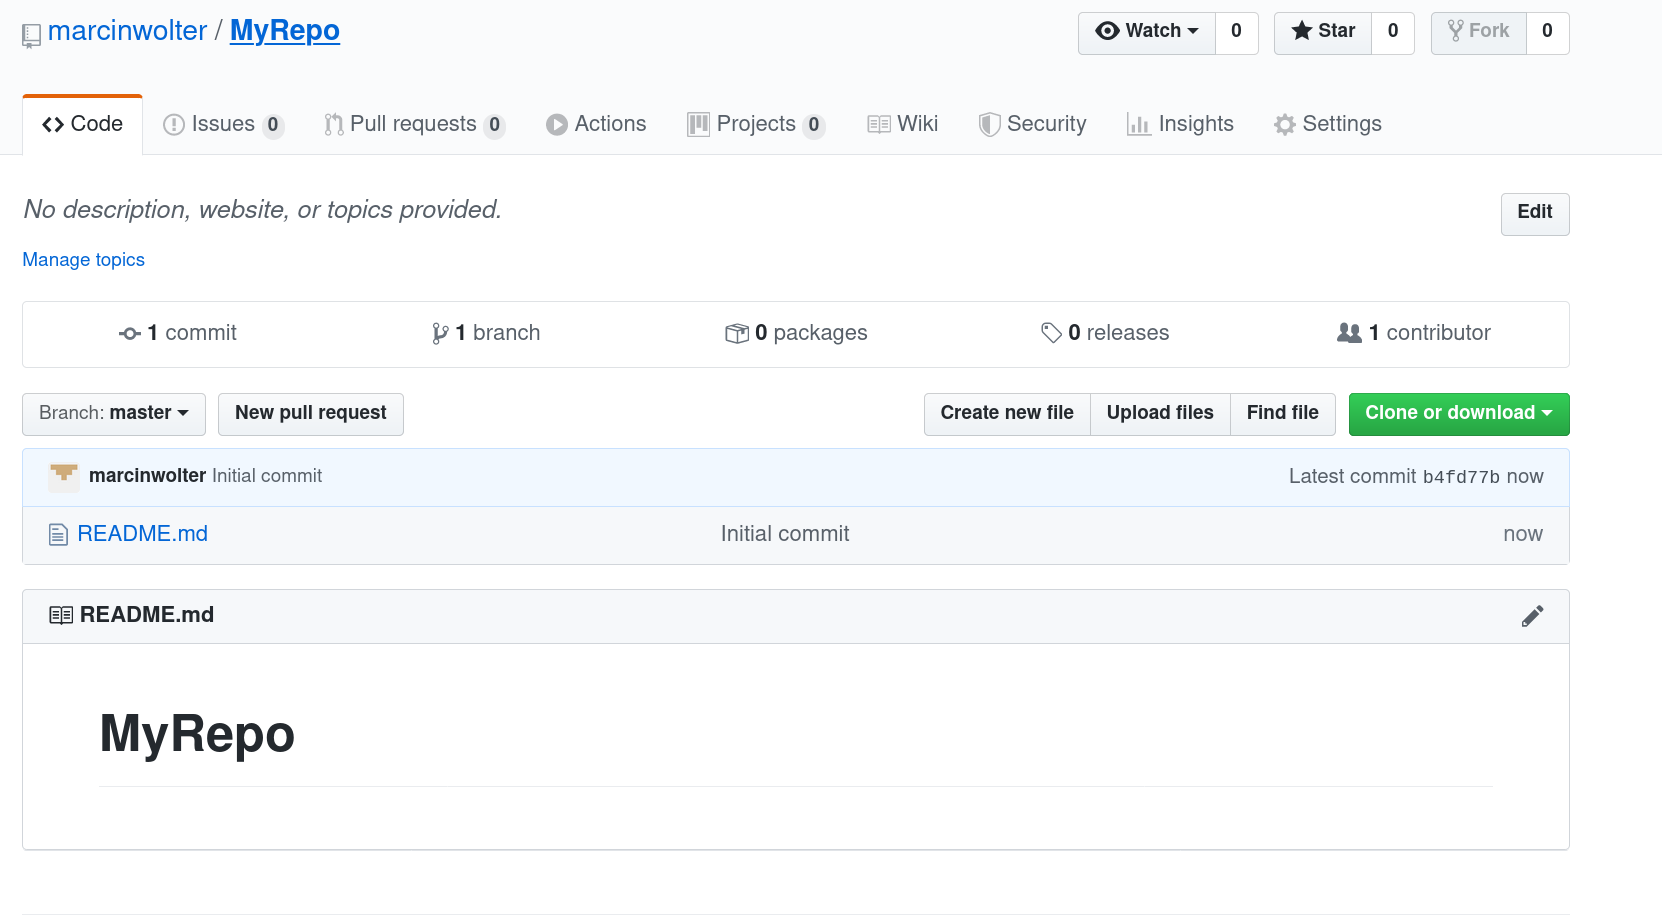 marcinwolter / MyRepo
Watch 0 Star 0 Fork 0
Code Issues 0 Pull requests 0 Actions Projects 0 Wiki Security Insights Settings
No description, website, or topics provided.
Edit
Manage topics
1 commit 1 branch 0 packages 0 releases 1 contributor
Branch: master New pull request Create new file Upload files Find file Clone or download
marcinwolter Initial commit Latest commit b4fd77b now
README.md Initial commit now
README.md
MyRepo